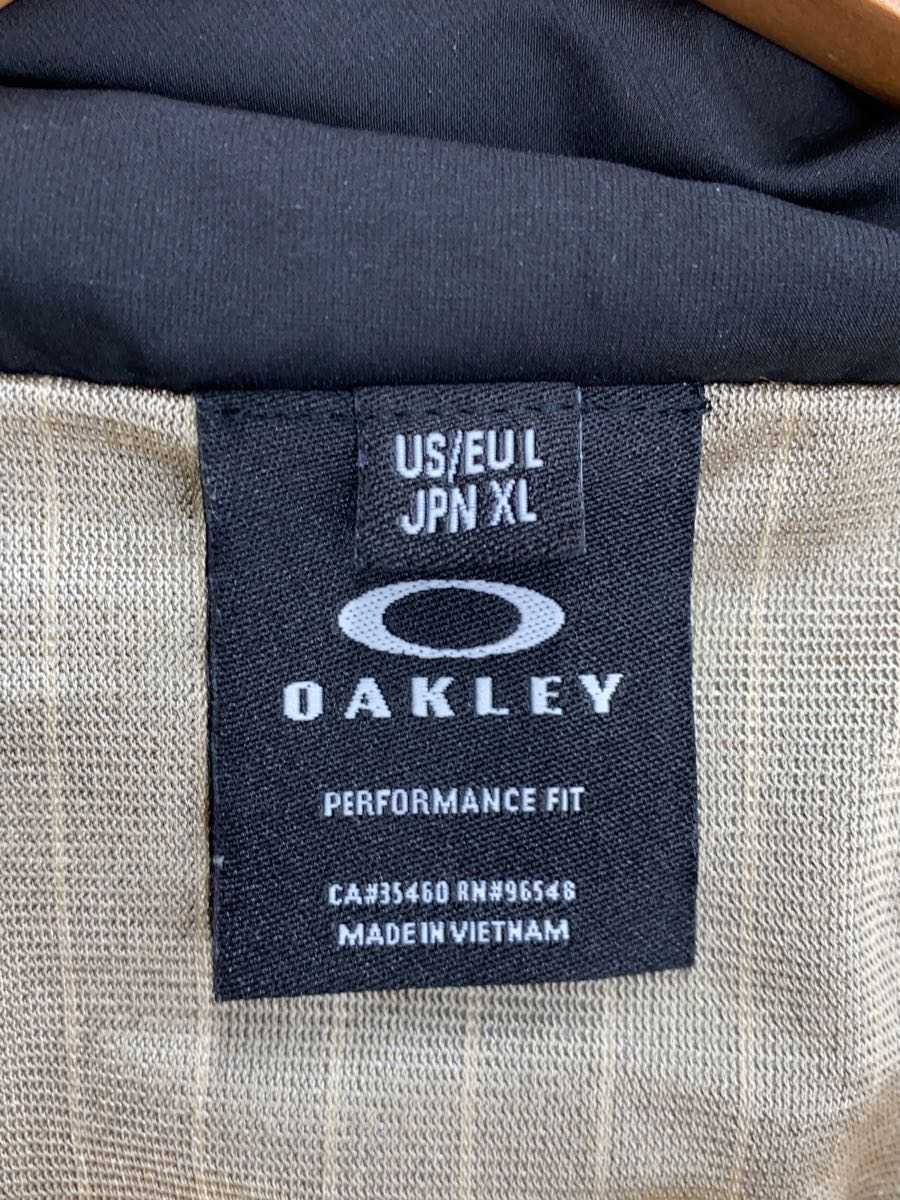 US/EU L
JPN XL
OAKLEY
PERFORMANCE FIT
CA#35460 RN#96548
MADE IN VIETNAM